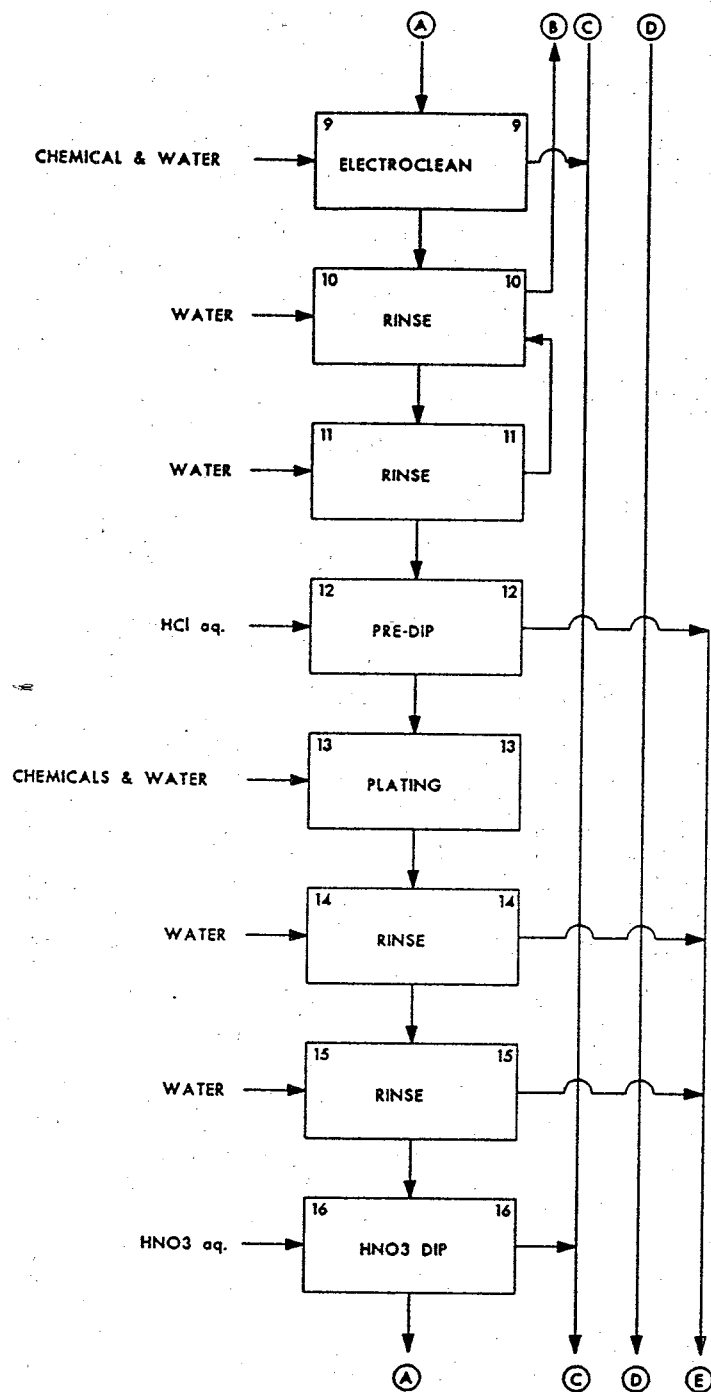 A B C D
9 9
CHEMICAL & WATER ELECTROCLEAN
10 10
WATER RINSE
11 11
WATER RINSE
12 12
HCl aq. PRE-DIP
13 13
CHEMICALS & WATER PLATING
14 14
WATER RINSE
15 15
WATER RINSE
16 16
HNO3 aq. HNO3 DIP
A C D E